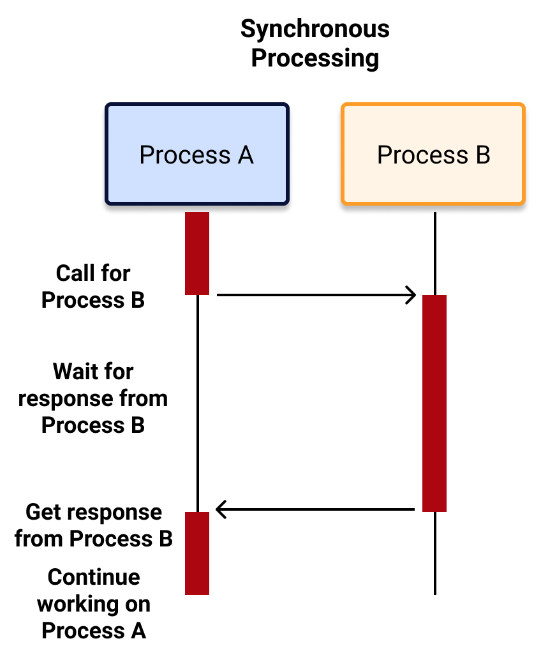 Synchronous
Processing
Process A
Process B
Call for
Process B
Wait for
response from
Process B
Get response
from Process B
Continue
working on
Process A